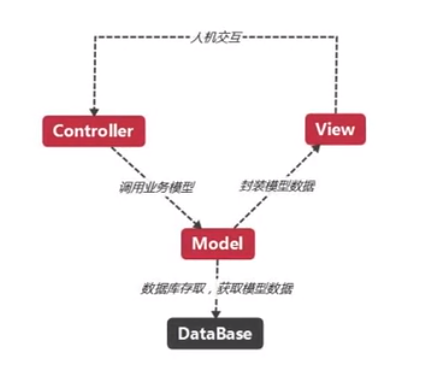 人机交互
Controller
View
调用业务模型
封装模型数据
Model
数据库存取，获取模型数据
DataBase